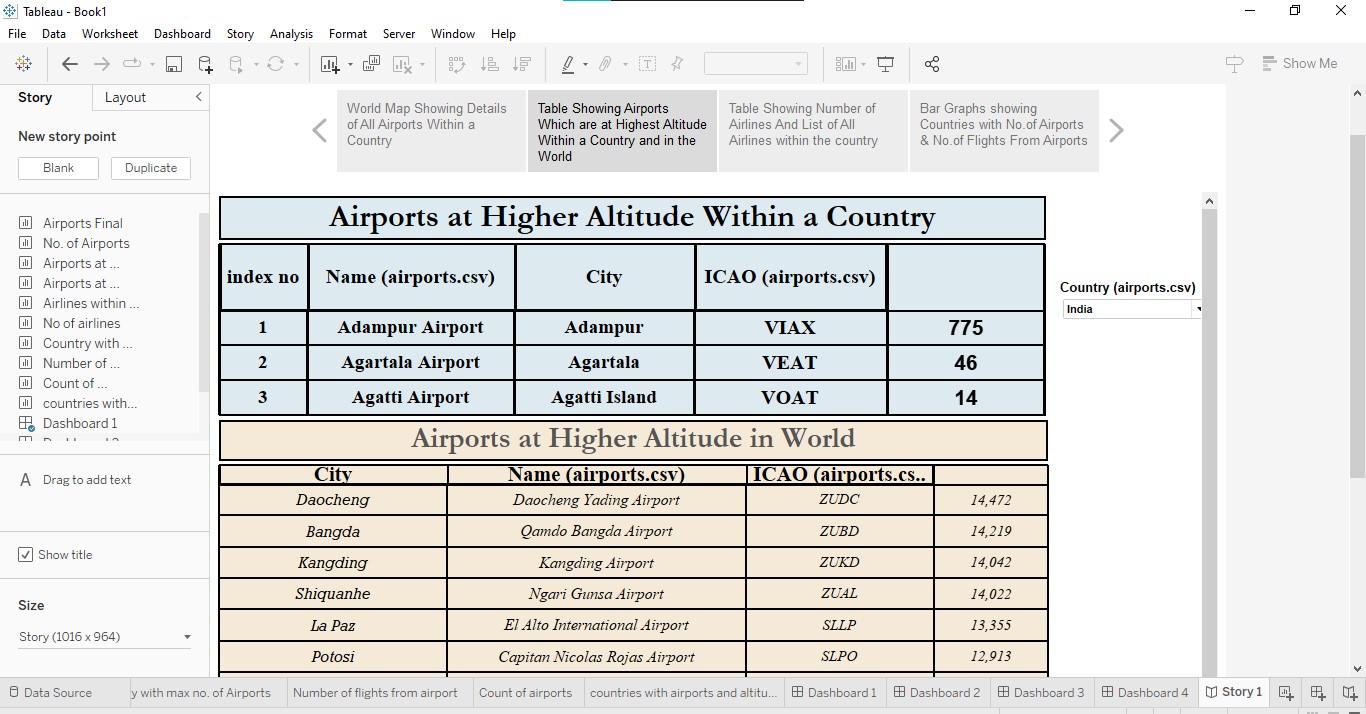 Tableau - Book1
File Data Worksheet Dashboard Story Analysis Format Server Window Help
Show Me
Story Layout
New story point
Blank Duplicate
Airports Final
No. of Airports
Airports at ...
Airports at ...
Airlines within ...
No of airlines
Country with ...
Number of ...
Count of ...
countries with...
Dashboard 1
A Drag to add text
Show title
Size
Story (1016 x 964)
World Map Showing Details
of All Airports Within a
Country
Table Showing Airports
Which are at Highest Altitude
Within a Country and in the
World
Table Showing Number of
Airlines And List of All
Airlines within the country
Bar Graphs showing
Countries with No.of Airports
& No.of Flights From Airports
Airports at Higher Altitude Within a Country
index no Name (airports.csv) City ICAO (airports.csv)
1 Adampur Airport Adampur VIAX 775
2 Agartala Airport Agartala VEAT 46
3 Agatti Airport Agatti Island VOAT 14
Country (airports.csv)
India
Airports at Higher Altitude in World
City Name (airports.csv) ICAO (airports.cs..
Daocheng Daocheng Yading Airport ZUDC 14,472
Bangda Qamdo Bangda Airport ZUBD 14,219
Kangding Kangding Airport ZUKD 14,042
Shiquanhe Ngari Gunsa Airport ZUAL 14,022
La Paz El Alto International Airport SLLP 13,355
Potosi Capitan Nicolas Rojas Airport SLPO 12,913
Data Source y with max no. of Airports Number of flights from airport Count of airports countries with airports and altitu... Dashboard 1 Dashboard 2 Dashboard 3 Dashboard 4 Story 1